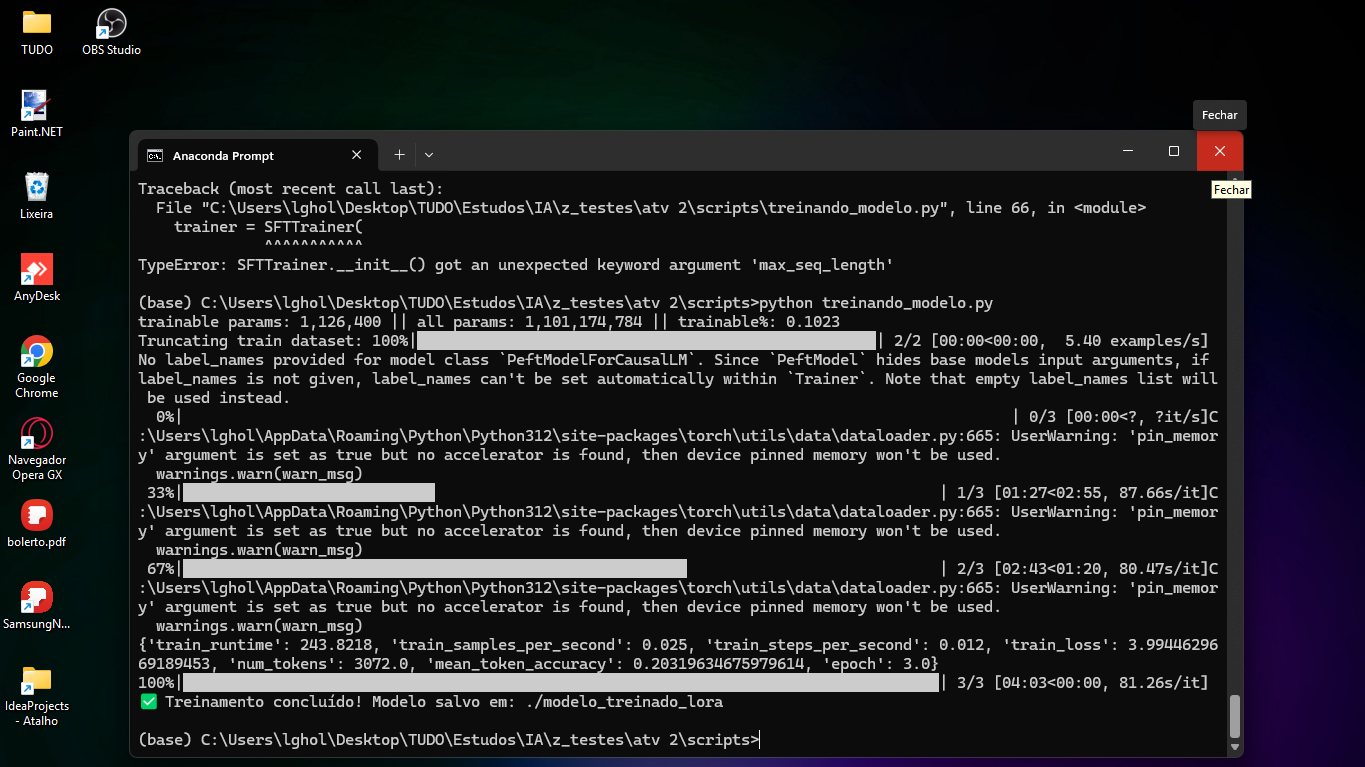 TUDO
OBS Studio
Paint.NET
Lixeira
AnyDesk
Google
Chrome
Navegador
Opera GX
bolerto.pdf
SamsungN...
IdeaProjects
- Atalho
Fechar
Anaconda Prompt
Fechar
Traceback (most recent call last):
  File "C:\Users\lghol\Desktop\TUDO\Estudos\IA\z_testes\atv 2\scripts\treinando_modelo.py", line 66, in <module>
    trainer = SFTTrainer(
              ^^^^^^^^^^^
TypeError: SFTTrainer.__init__() got an unexpected keyword argument 'max_seq_length'
(base) C:\Users\lghol\Desktop\TUDO\Estudos\IA\z_testes\atv 2\scripts>python treinando_modelo.py
trainable params: 1,126,400 || all params: 1,101,174,784 || trainable%: 0.1023
Truncating train dataset: 100%| | 2/2 [00:00<00:00,  5.40 examples/s]
No label_names provided for model class `PeftModelForCausalLM`. Since `PeftModel` hides base models input arguments, if
label_names is not given, label_names can't be set automatically within `Trainer`. Note that empty label_names list will
 be used instead.
  0%| | 0/3 [00:00<?, ?it/s]C
:\Users\lghol\AppData\Roaming\Python\Python312\site-packages\torch\utils\data\dataloader.py:665: UserWarning: 'pin_memor
y' argument is set as true but no accelerator is found, then device pinned memory won't be used.
  warnings.warn(warn_msg)
 33%| | 1/3 [01:27<02:55, 87.66s/it]C
:\Users\lghol\AppData\Roaming\Python\Python312\site-packages\torch\utils\data\dataloader.py:665: UserWarning: 'pin_memor
y' argument is set as true but no accelerator is found, then device pinned memory won't be used.
  warnings.warn(warn_msg)
 67%| | 2/3 [02:43<01:20, 80.47s/it]C
:\Users\lghol\AppData\Roaming\Python\Python312\site-packages\torch\utils\data\dataloader.py:665: UserWarning: 'pin_memor
y' argument is set as true but no accelerator is found, then device pinned memory won't be used.
  warnings.warn(warn_msg)
{'train_runtime': 243.8218, 'train_samples_per_second': 0.025, 'train_steps_per_second': 0.012, 'train_loss': 3.994446296
69189453, 'num_tokens': 3072.0, 'mean_token_accuracy': 0.20319634675979614, 'epoch': 3.0}
100%| | 3/3 [04:03<00:00, 81.26s/it]
✅ Treinamento concluído! Modelo salvo em: ./modelo_treinado_lora
(base) C:\Users\lghol\Desktop\TUDO\Estudos\IA\z_testes\atv 2\scripts>